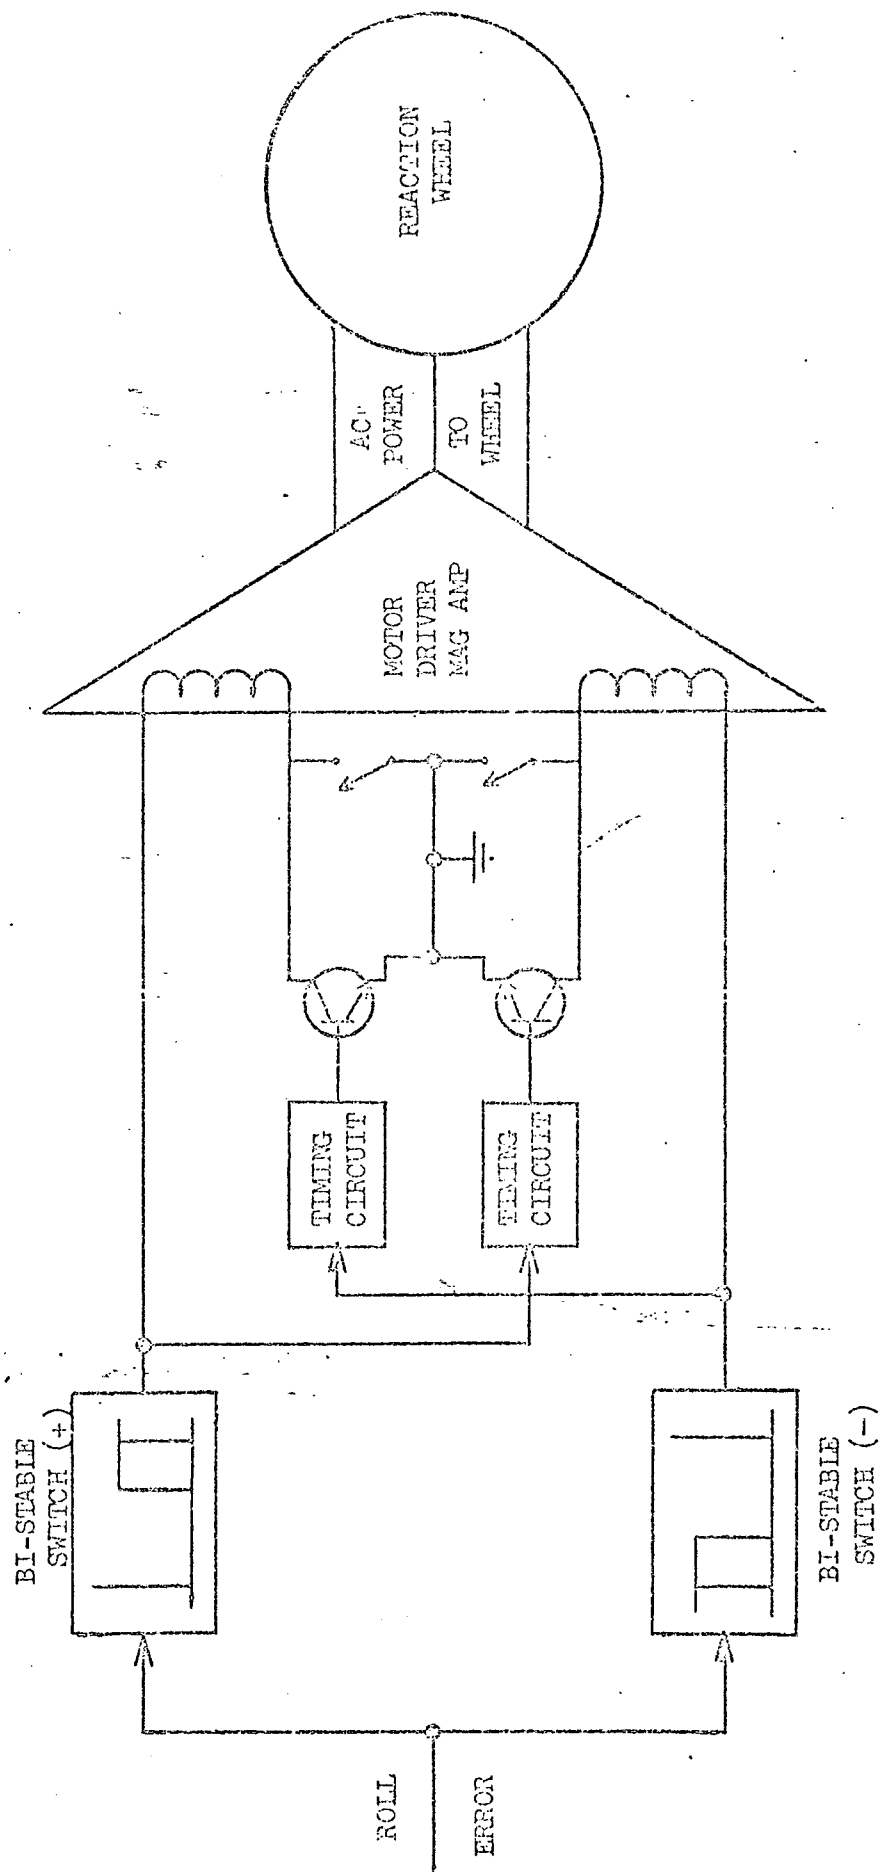 ROLL
ERROR
BI-STABLE
SWITCH (+)
BI-STABLE
SWITCH (-)
TIMING
CIRCUIT
TIMING
CIRCUIT
MOTOR
DRIVER
MAG AMP
AC
POWER
TO
WHEEL
REACTION
WHEEL